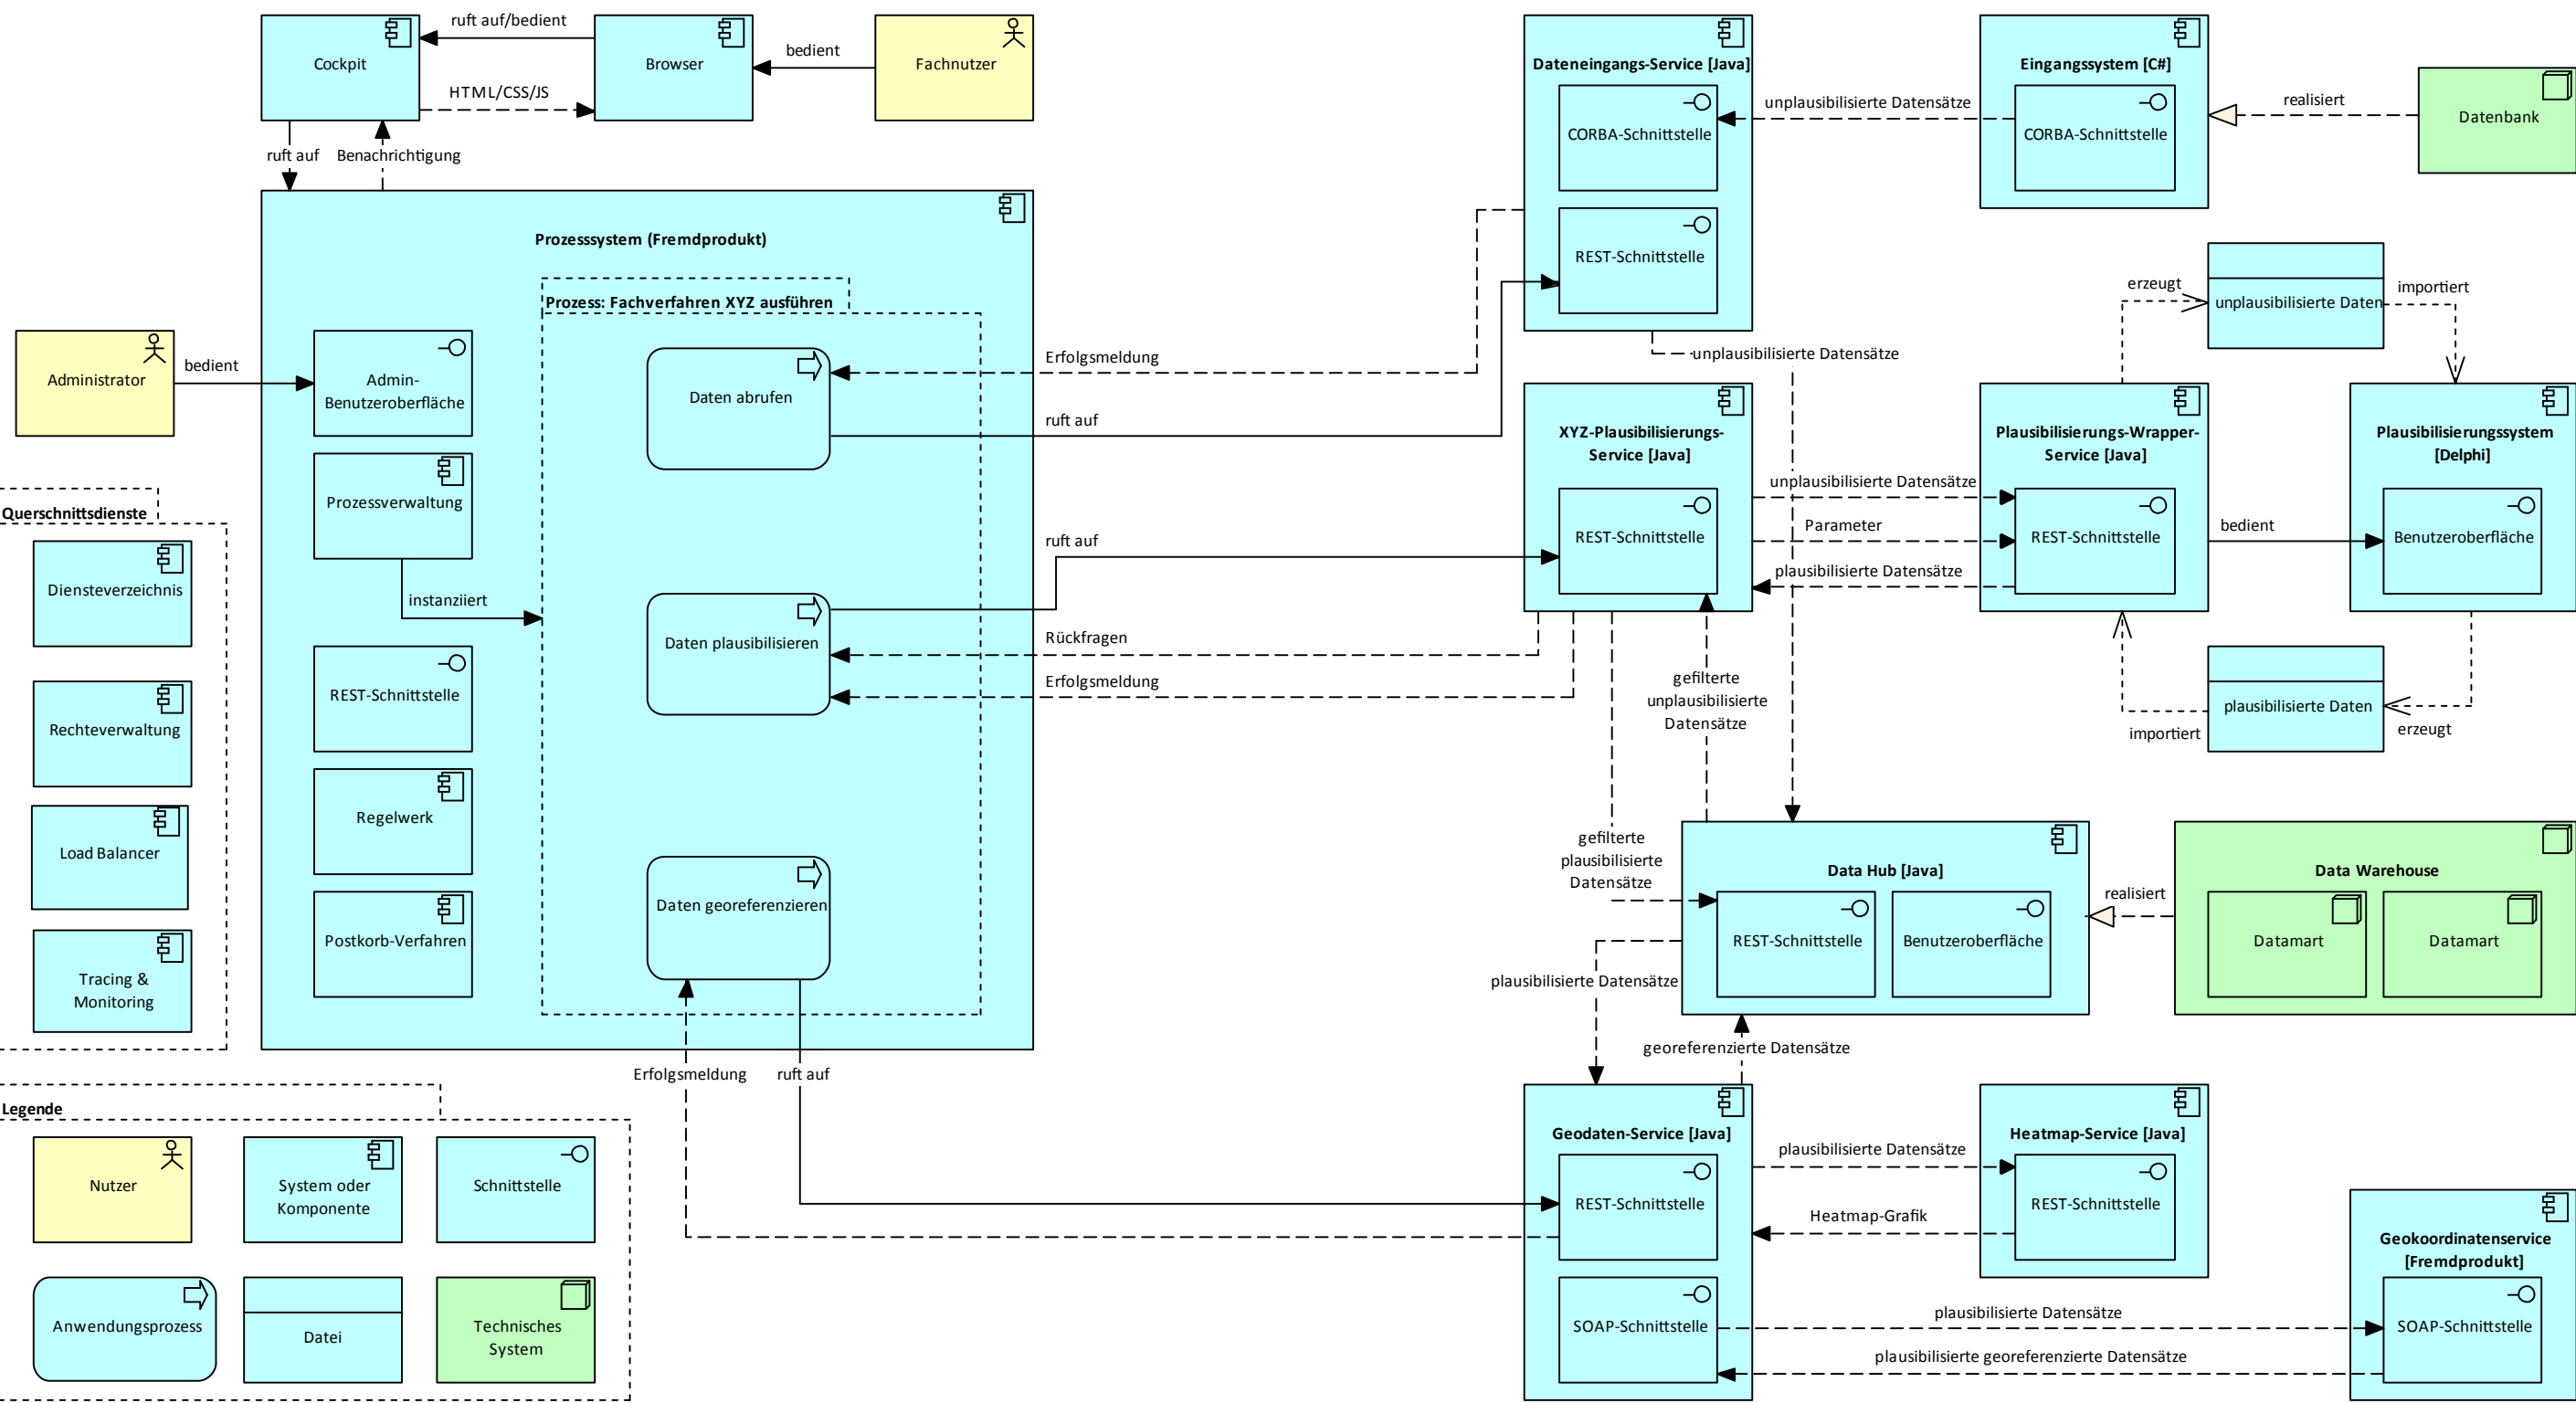 Cockpit
ruft auf/bedient
HTML/CSS/JS
Browser
bedient
Fachnutzer
ruft auf
Benachrichtigung
Prozesssystem (Fremdprodukt)
Prozess: Fachverfahren XYZ ausführen
Administrator
bedient
Admin-
Benutzeroberfläche
Prozessverwaltung
instanziiert
REST-Schnittstelle
Regelwerk
Postkorb-Verfahren
Daten abrufen
Daten plausibilisieren
Daten georeferenzieren
Erfolgsmeldung
ruft auf
ruft auf
Rückfragen
Erfolgsmeldung
Erfolgsmeldung
ruft auf
Querschnittsdienste
Diensteverzeichnis
Rechteverwaltung
Load Balancer
Tracing &
Monitoring
Legende
Nutzer
System oder
Komponente
Schnittstelle
Anwendungsprozess
Datei
Technisches
System
Dateneingangs-Service [Java]
CORBA-Schnittstelle
REST-Schnittstelle
unplausibilisierte Datensätze
Eingangssystem [C#]
CORBA-Schnittstelle
realisiert
Datenbank
unplausibilisierte Datensätze
erzeugt
unplausibilisierte Daten
importiert
XYZ-Plausibilisierungs-
Service [Java]
REST-Schnittstelle
unplausibilisierte Datensätze
Parameter
plausibilisierte Datensätze
Plausibilisierungs-Wrapper-
Service [Java]
REST-Schnittstelle
bedient
Plausibilisierungssystem
[Delphi]
Benutzeroberfläche
gefilterte
unplausibilisierte
Datensätze
plausibilisierte Daten
importiert
erzeugt
gefilterte
plausibilisierte
Datensätze
Data Hub [Java]
REST-Schnittstelle
Benutzeroberfläche
realisiert
Data Warehouse
Datamart
Datamart
plausibilisierte Datensätze
georeferenzierte Datensätze
Geodaten-Service [Java]
REST-Schnittstelle
SOAP-Schnittstelle
plausibilisierte Datensätze
Heatmap-Grafik
Heatmap-Service [Java]
REST-Schnittstelle
Geokoordinatenservice
[Fremdprodukt]
SOAP-Schnittstelle
plausibilisierte Datensätze
plausibilisierte georeferenzierte Datensätze